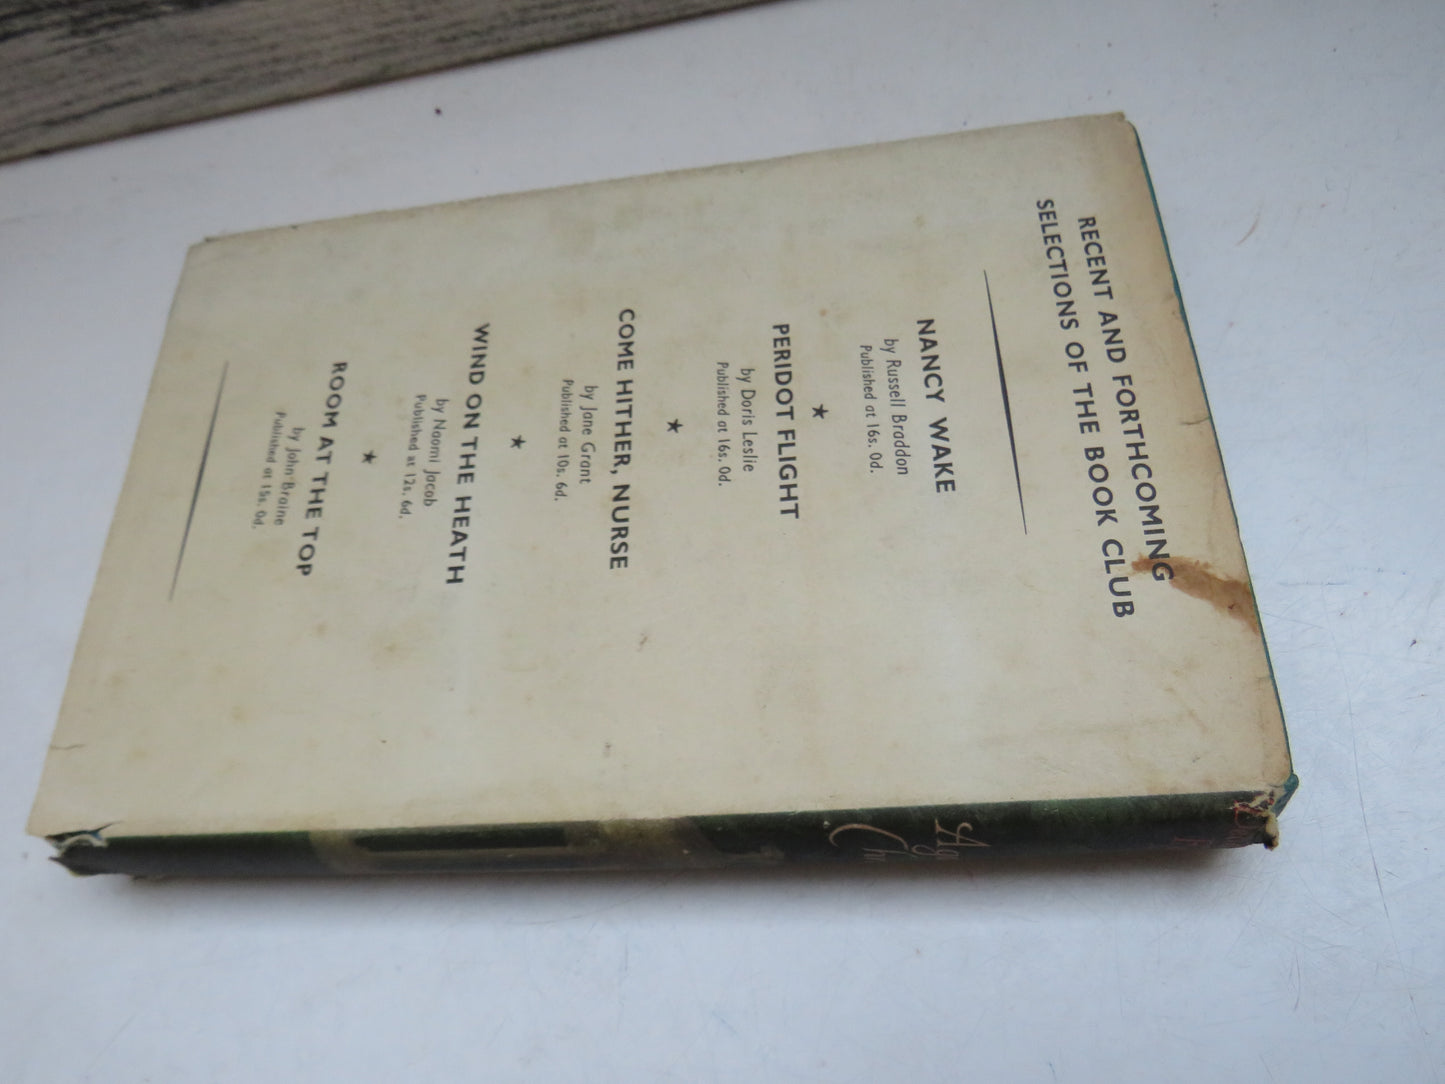 RECENT AND FORTHCOMING
SELECTIONS OF THE BOOK CLUB
NANCY WAKE
by Russell Braddon
Published at 16s. 0d.
★
PERIDOT FLIGHT
by Doris Leslie
Published at 16s. 0d.
★
COME HITHER, NURSE
by Jane Grant
Published at 10s. 6d.
★
WIND ON THE HEATH
by Naomi Jacob
Published at 12s. 6d.
★
ROOM AT THE TOP
by John Braine
Published at 15s. 0d.